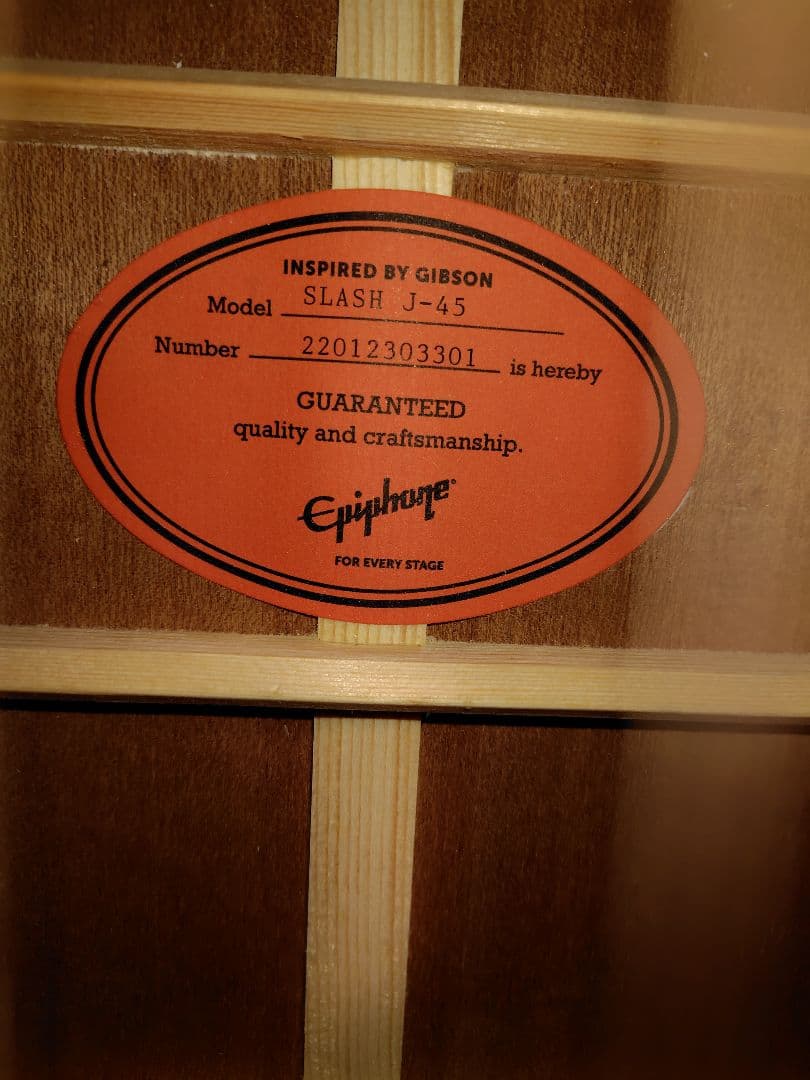 INSPIRED BY GIBSON
Model SLASH J-45
Number 22012303301 is hereby
GUARANTEED
quality and craftsmanship.
Epiphone
FOR EVERY STAGE